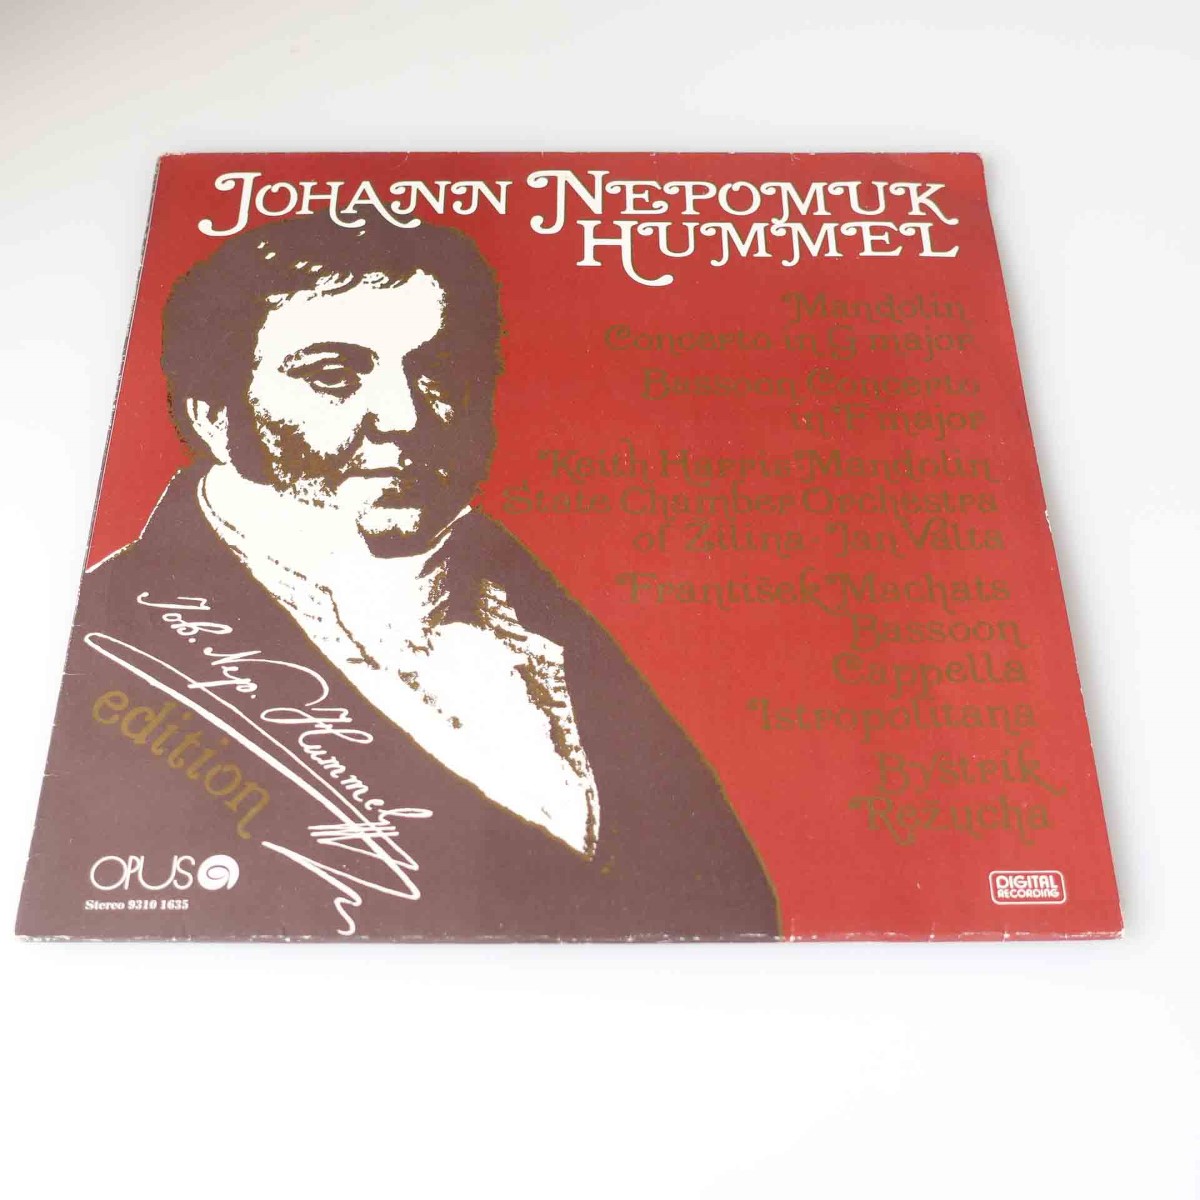 JOHANN NEPOMUK
HUMMEL
Mandolin
Concerto in G major
Bassoon Concerto
in F major
Keith Harris Mandolin
State Chamber Orchestra
of Žilina - Jan Valta
František Machats
Bassoon
Cappella
Istropolitana
Bystrik
Režucha
Joh. Nep. Hummel
edition
OPUS
Stereo 9310 1635
DIGITAL
RECORDING